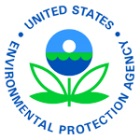 • UNITED STATES •
ENVIRONMENTAL PROTECTION AGENCY